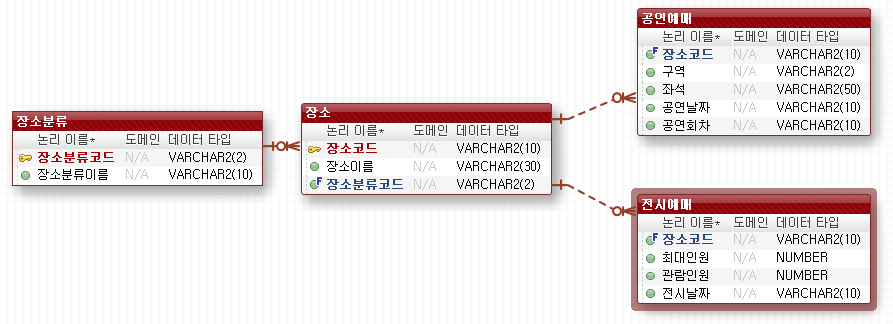 장소분류
논리 이름* 도메인 데이터 타입
장소분류코드 N/A VARCHAR2(2)
장소분류이름 N/A VARCHAR2(10)
장소
논리 이름* 도메인 데이터 타입
장소코드 N/A VARCHAR2(10)
장소이름 N/A VARCHAR2(30)
F 장소분류코드 N/A VARCHAR2(2)
공연예매
논리 이름* 도메인 데이터 타입
F 장소코드 N/A VARCHAR2(10)
구역 N/A VARCHAR2(2)
좌석 N/A VARCHAR2(50)
공연날짜 N/A VARCHAR2(10)
공연회차 N/A VARCHAR2(10)
전시예매
논리 이름* 도메인 데이터 타입
F 장소코드 N/A VARCHAR2(10)
최대인원 N/A NUMBER
관람인원 N/A NUMBER
전시날짜 N/A VARCHAR2(10)